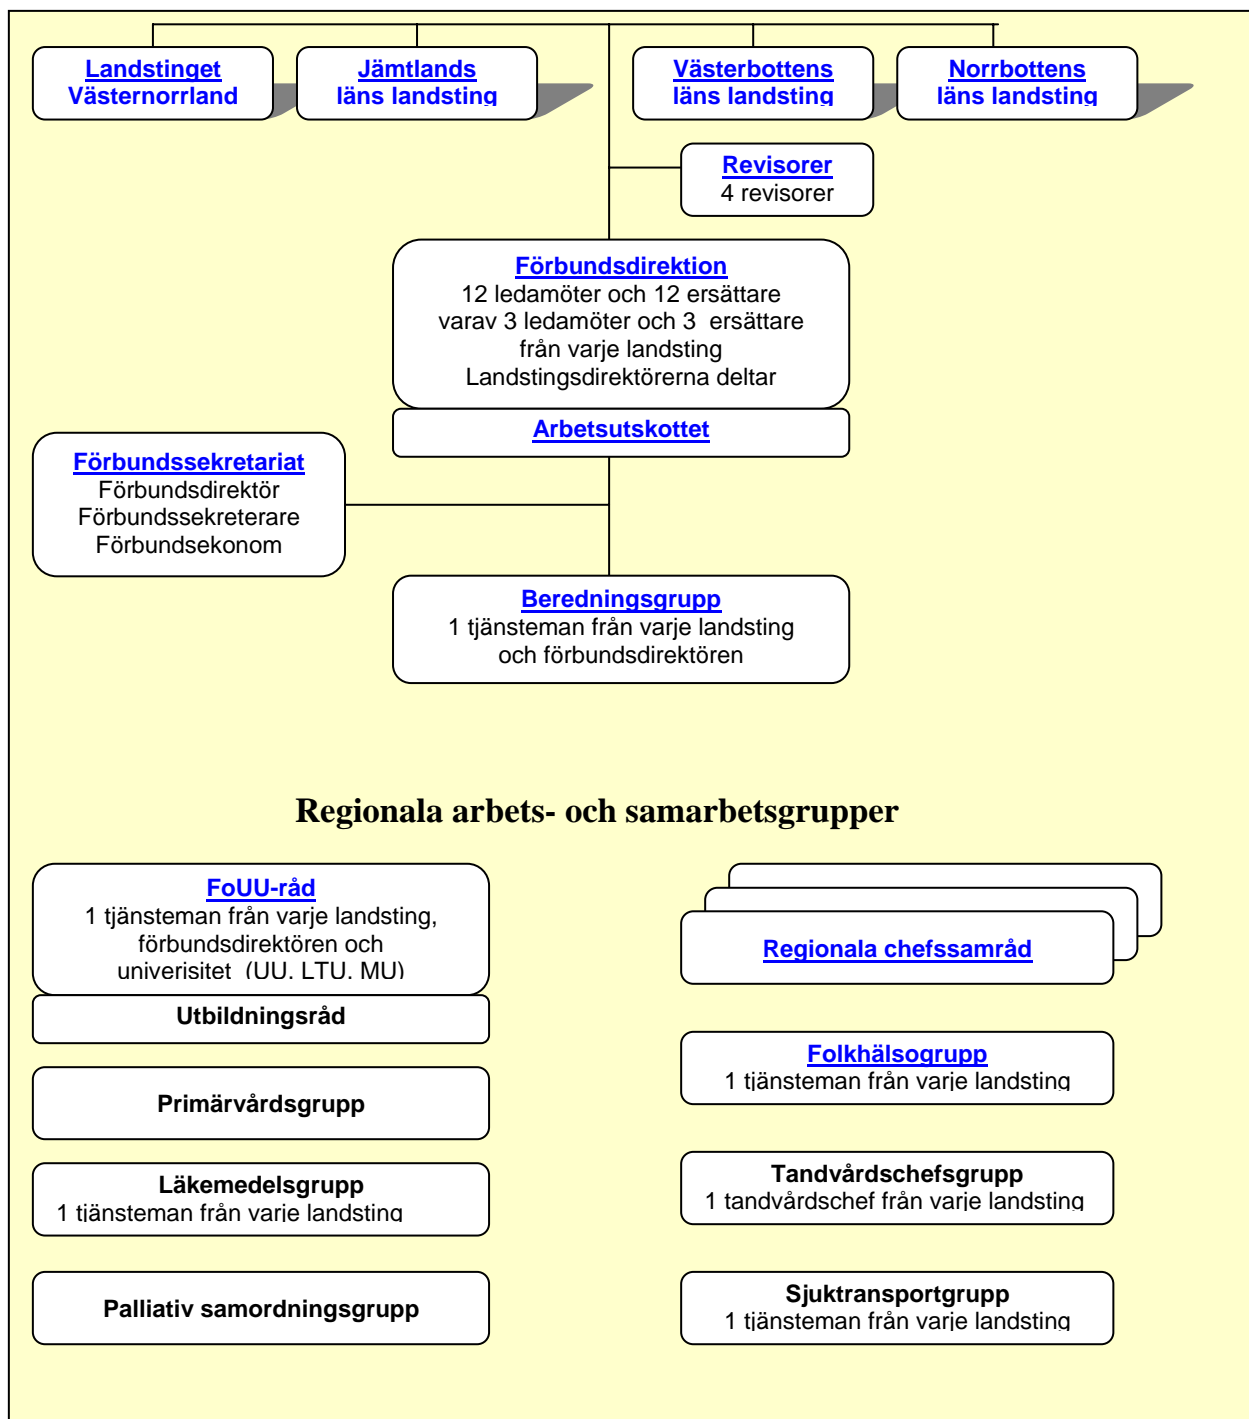 Landstinget
Västernorrland
Jämtlands
läns landsting
Västerbottens
läns landsting
Norrbottens
läns landsting
Revisorer
4 revisorer
Förbundsdirektion
12 ledamöter och 12 ersättare
varav 3 ledamöter och 3 ersättare
från varje landsting
Landstingsdirektörerna deltar
Arbetsutskottet
Förbundssekretariat
Förbundsdirektör
Förbundssekreterare
Förbundsekonom
Beredningsgrupp
1 tjänsteman från varje landsting
och förbundsdirektören
Regionala arbets- och samarbetsgrupper
FoUU-råd
1 tjänsteman från varje landsting,
förbundsdirektören och
univerisitet (UU, LTU, MU)
Utbildningsråd
Primärvårdsgrupp
Läkemedelsgrupp
1 tjänsteman från varje landsting
Palliativ samordningsgrupp
Regionala chefssamråd
Folkhälsogrupp
1 tjänsteman från varje landsting
Tandvårdschefsgrupp
1 tandvårdschef från varje landsting
Sjuktransportgrupp
1 tjänsteman från varje landsting